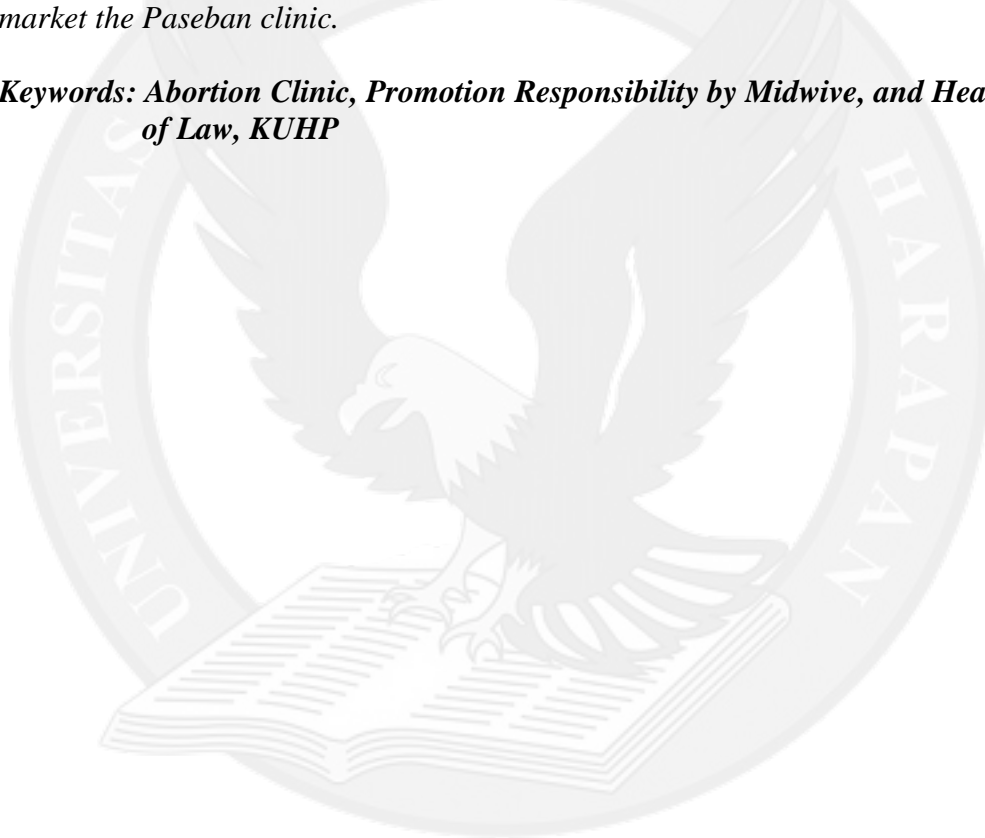 market the Paseban clinic.
Keywords: Abortion Clinic, Promotion Responsibility by Midwive, and Hea
of Law, KUHP
UNIVERSITAS
HARAPAN